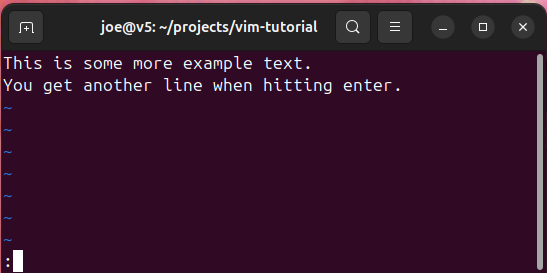 joe@v5: ~/projects/vim-tutorial
This is some more example text.
You get another line when hitting enter.
~
~
~
~
~
~
~
: